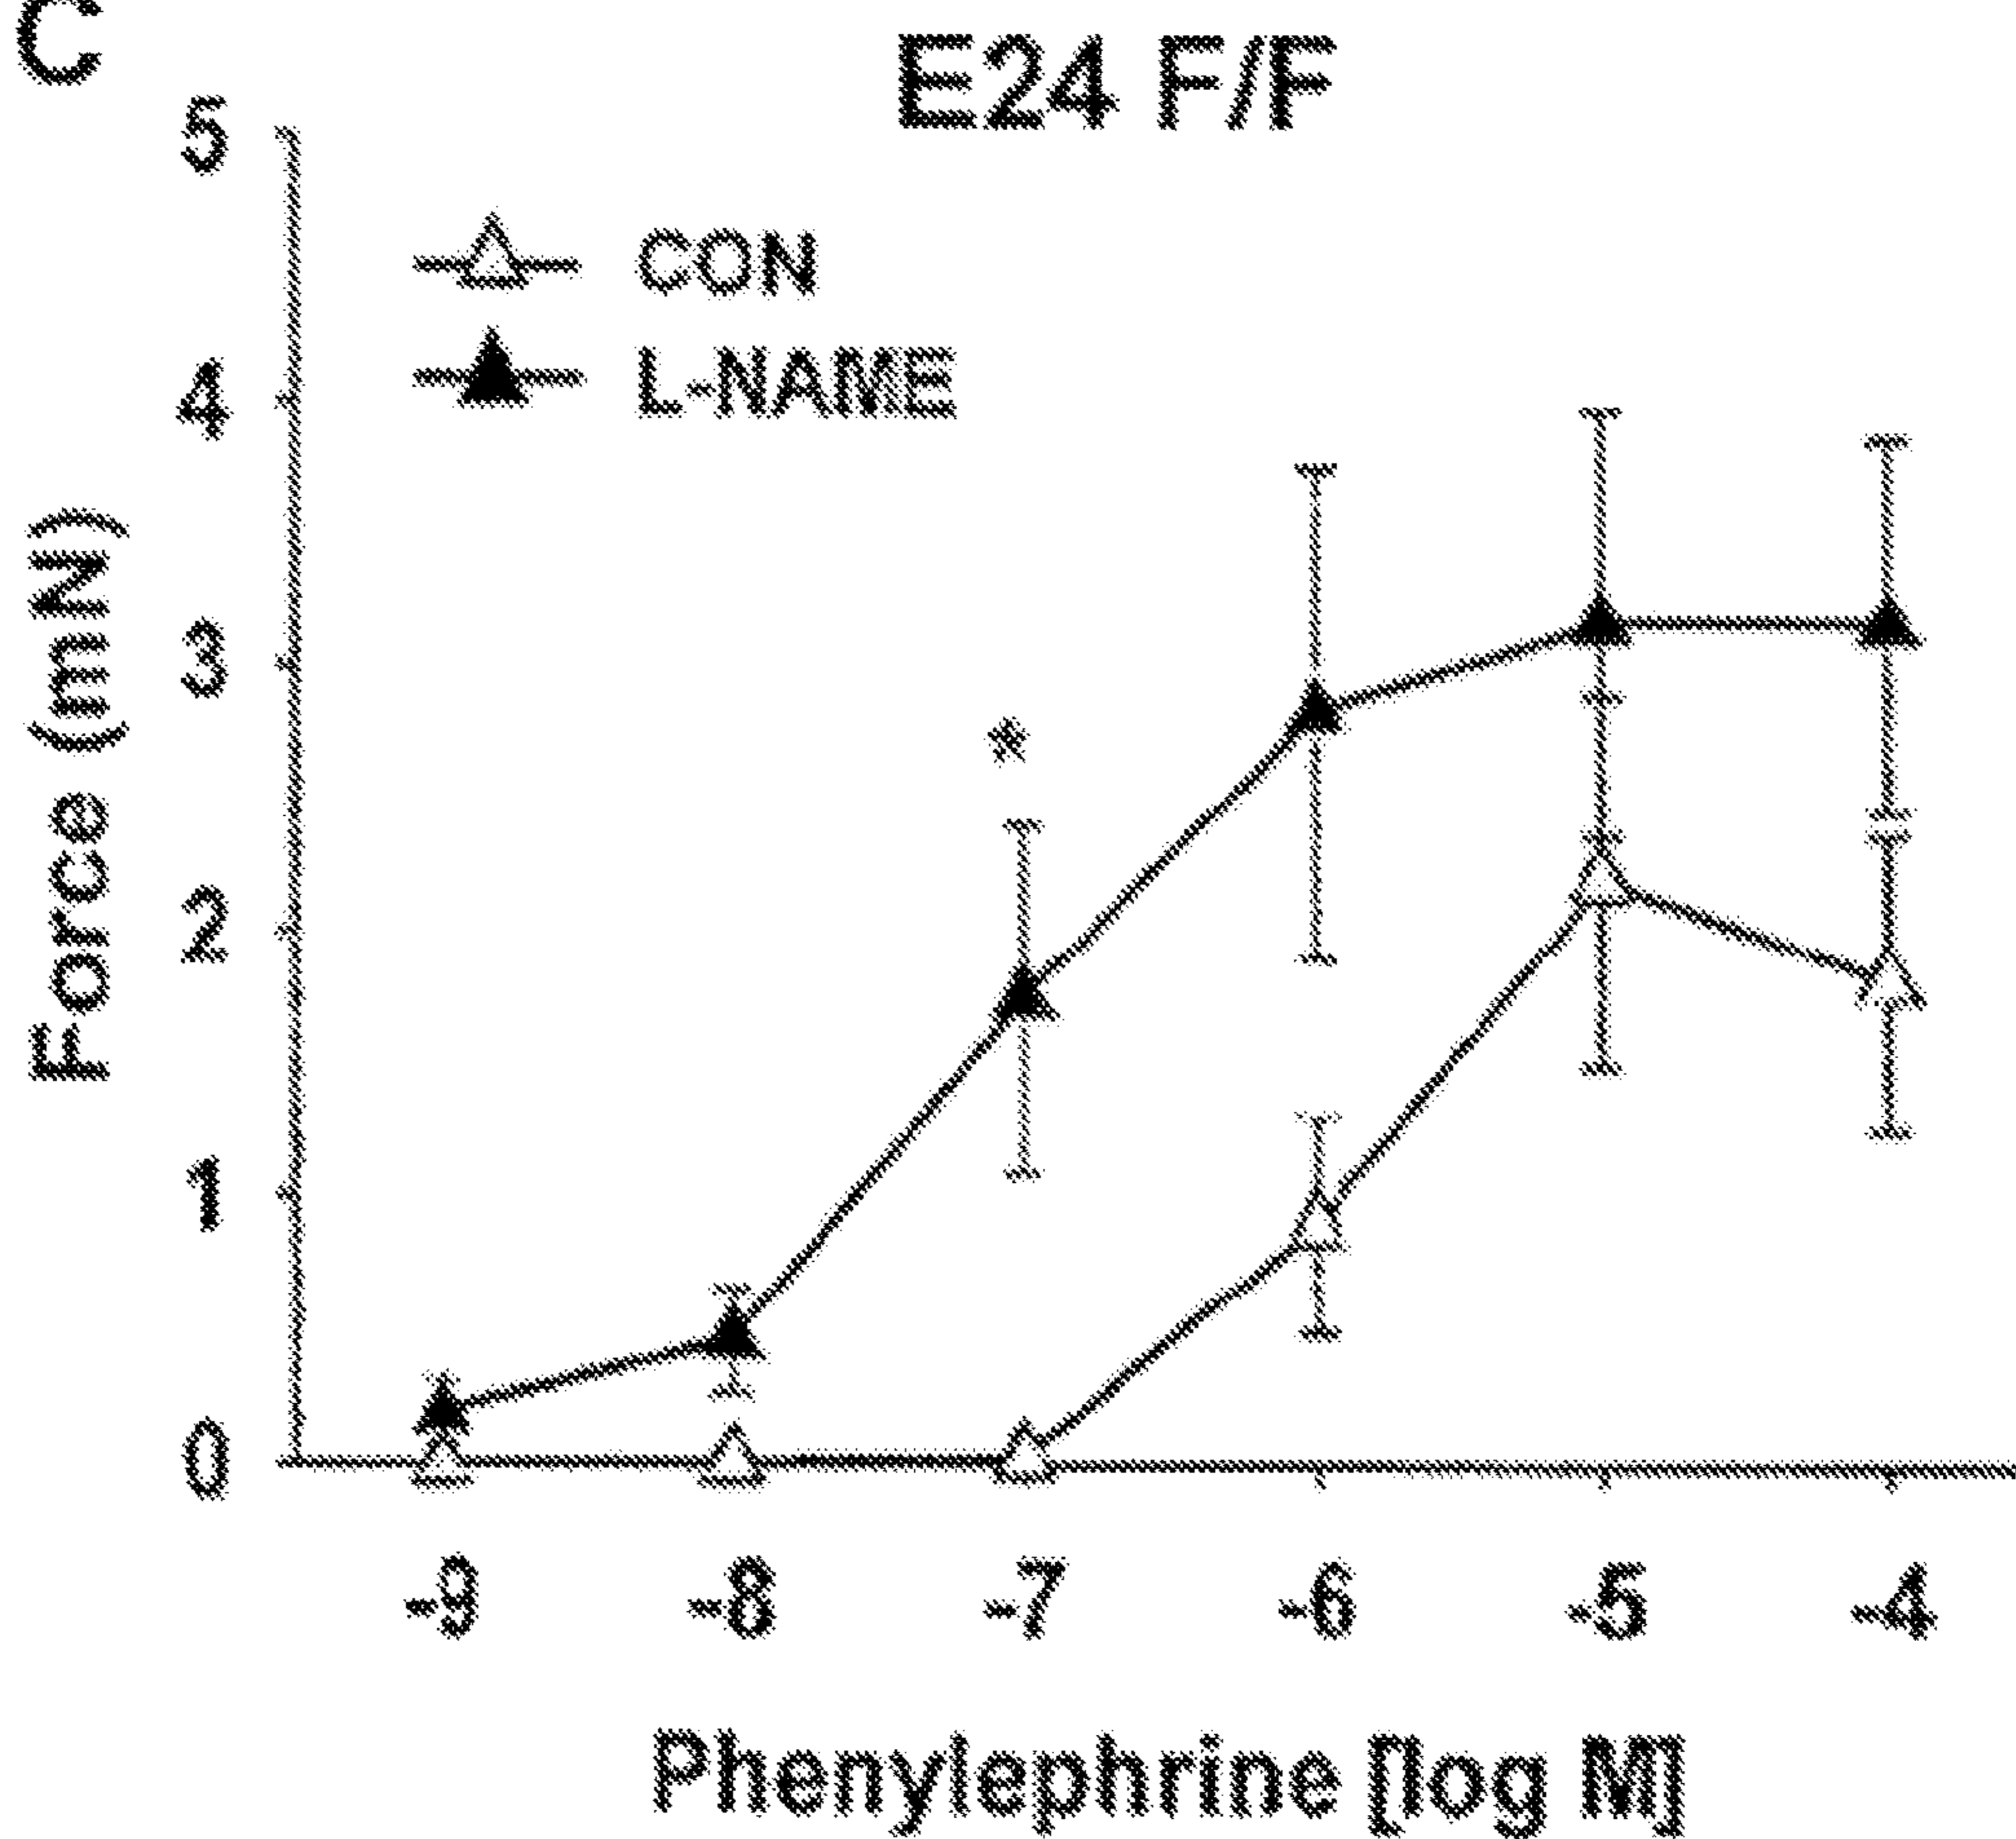 C
E24 F/F
5
CON
L-NAME
4
3
*
2
1
0
Force (mN)
-9 -8 -7 -6 -5 -4
Phenylephrine [log M]